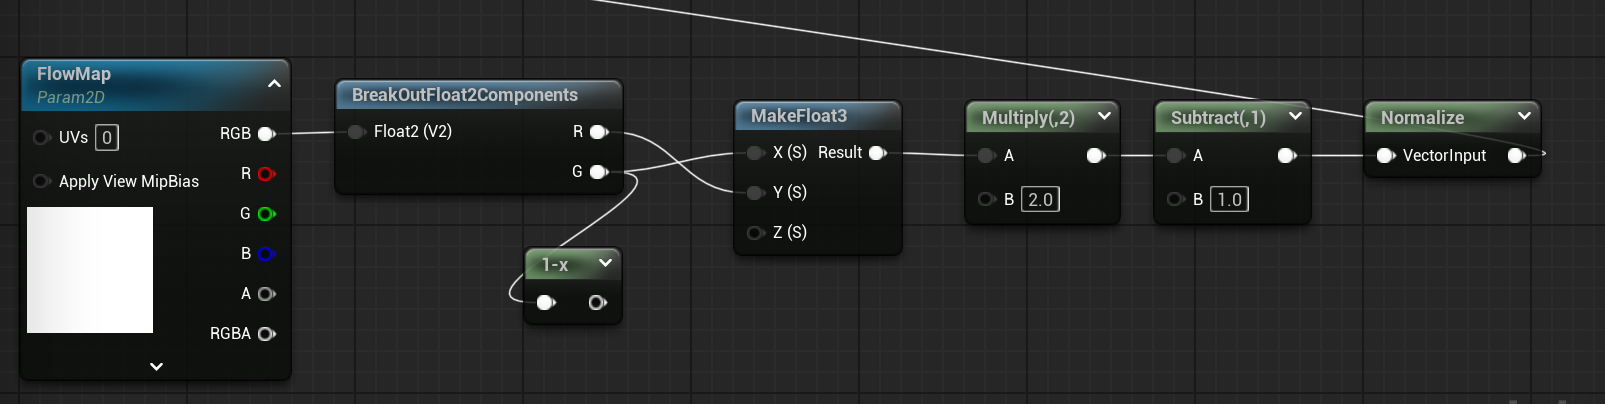 FlowMap
Param2D
UVs 0
RGB
R
Apply View MipBias
G
B
A
RGBA
BreakOutFloat2Components
Float2 (V2)
R
G
1-x
MakeFloat3
X (S) Result
Y (S)
Z (S)
Multiply(,2)
A
B 2.0
Subtract(,1)
A
B 1.0
Normalize
VectorInput